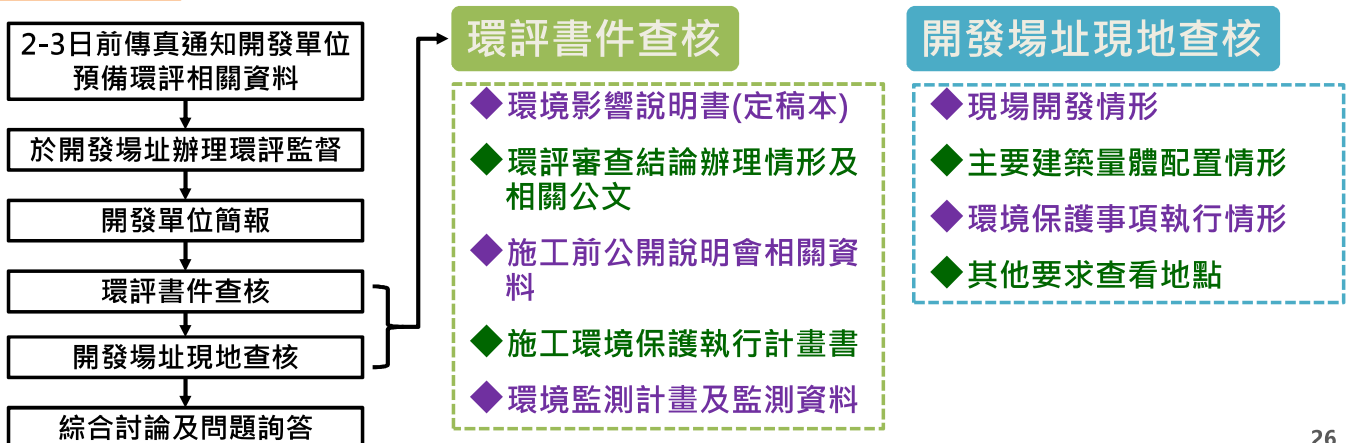 2-3日前傳真通知開發單位
預備環評相關資料
於開發場址辦理環評監督
開發單位簡報
環評書件查核
開發場址現地查核
綜合討論及問題詢答
環評書件查核
◆環境影響說明書(定稿本)
◆環評審查結論辦理情形及
相關公文
◆施工前公開說明會相關資
料
◆施工環境保護執行計畫書
◆環境監測計畫及監測資料
開發場址現地查核
◆現場開發情形
◆主要建築量體配置情形
◆環境保護事項執行情形
◆其他要求查看地點
26